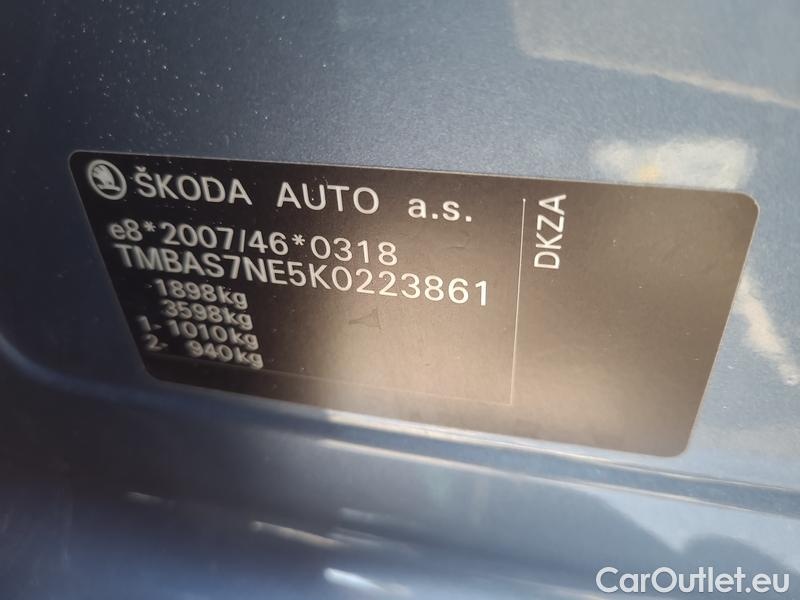 ŠKODA AUTO a.s.
e8*2007/46*0318
TMBAS7NE5K0223861
1898kg
3598kg
1- 1010kg
2- 940kg
DKZA
CarOutlet.eu